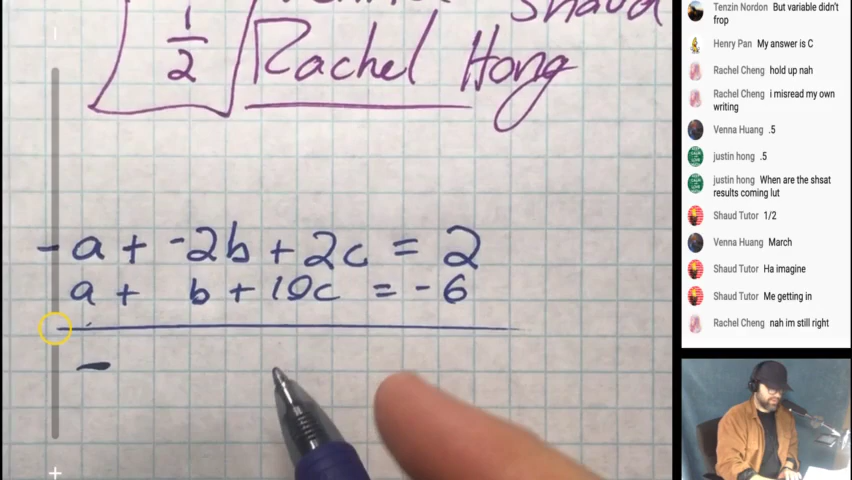 1
2
Shaud
Rachel Hong
-a + -2b + 2c = 2
a + b + 10c = -6
-
Tenzin Nordon But variable didn't
frop
Henry Pan My answer is C
Rachel Cheng hold up nah
Rachel Cheng i misread my own
writing
Venna Huang .5
justin hong .5
justin hong When are the shsat
results coming lut
Shaud Tutor 1/2
Venna Huang March
Shaud Tutor Ha imagine
Shaud Tutor Me getting in
Rachel Cheng nah im still right